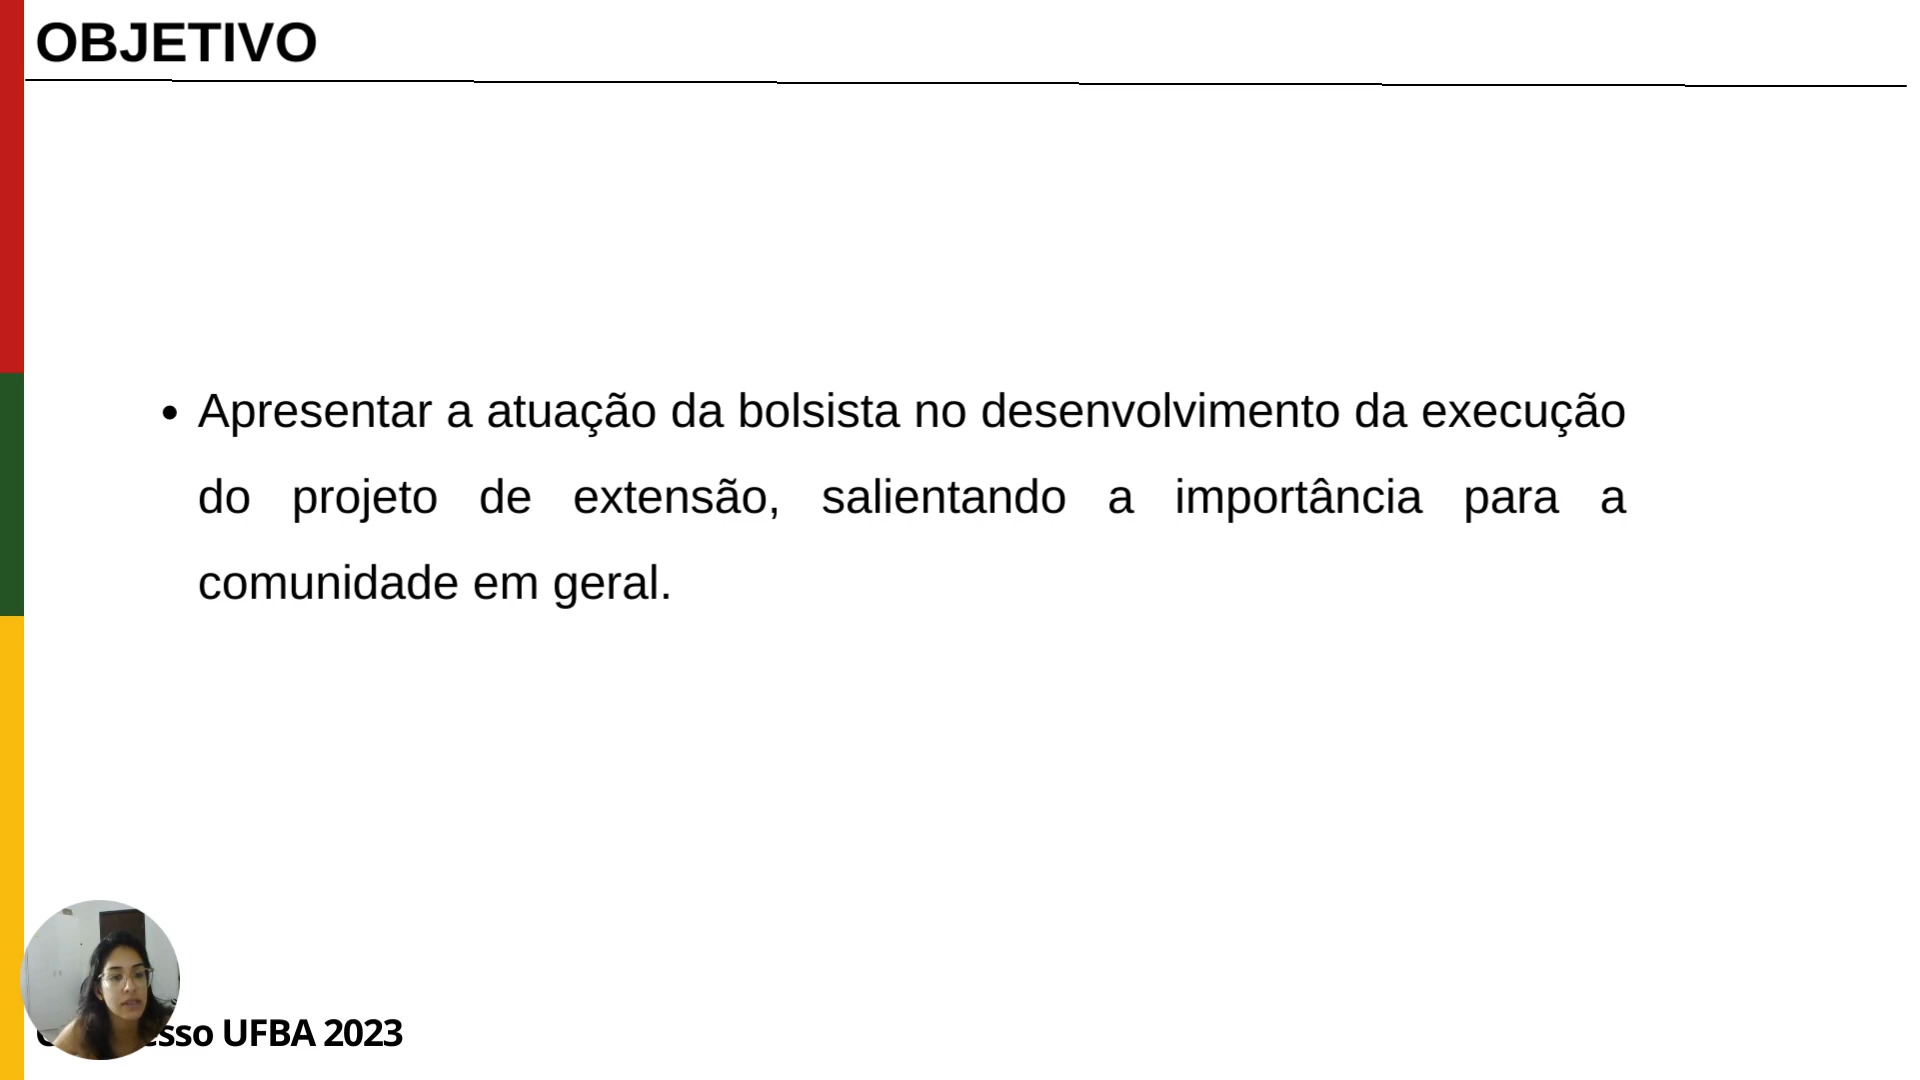 OBJETIVO
• Apresentar a atuação da bolsista no desenvolvimento da execução
do projeto de extensão, salientando a importância para a
comunidade em geral.
UFBA 2023